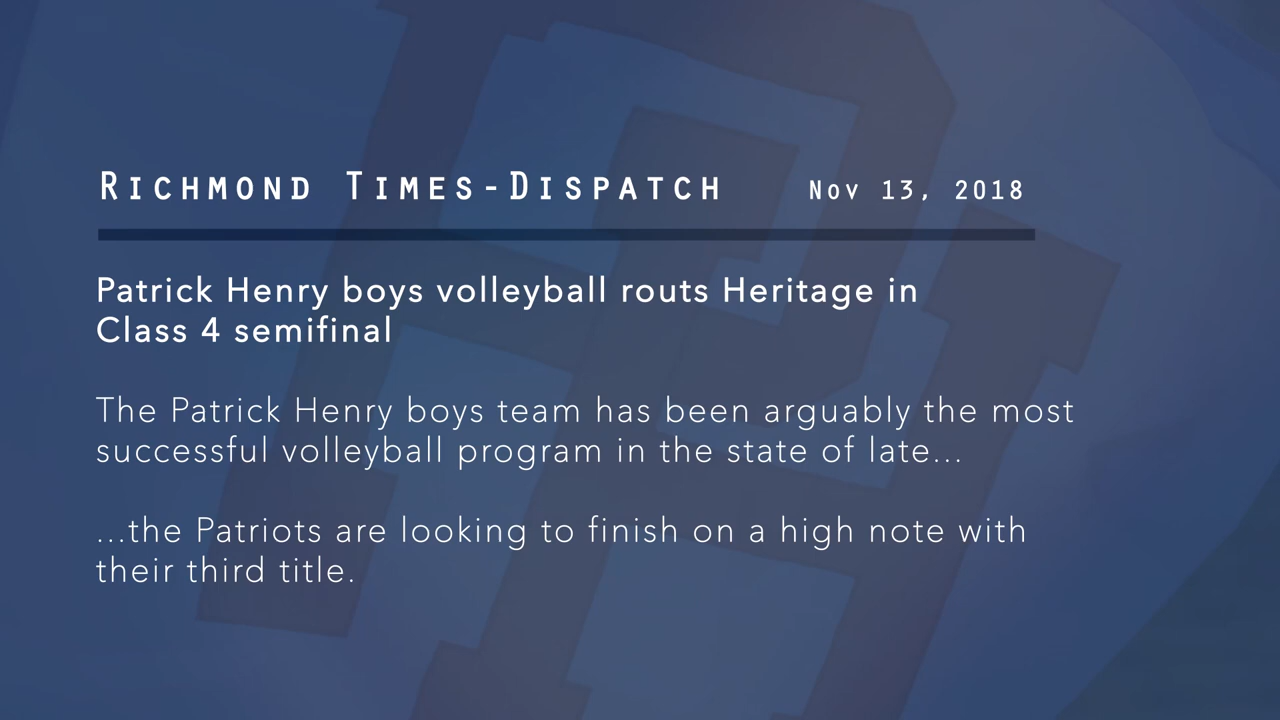 Richmond Times-Dispatch Nov 13, 2018
Patrick Henry boys volleyball routs Heritage in
Class 4 semifinal
The Patrick Henry boys team has been arguably the most
successful volleyball program in the state of late...
...the Patriots are looking to finish on a high note with
their third title.